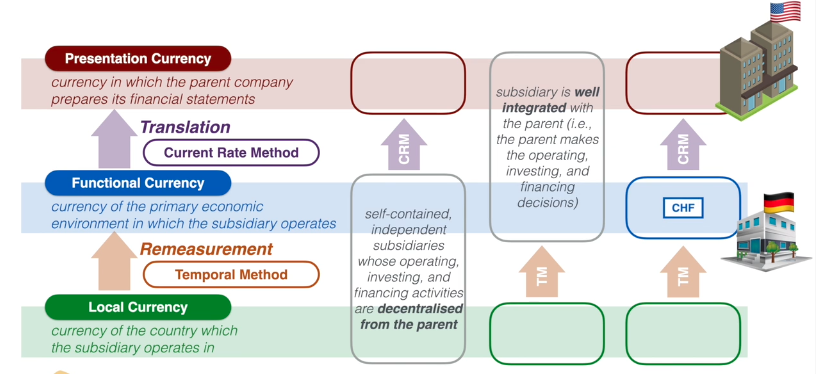 Presentation Currency
currency in which the parent company
prepares its financial statements
Translation
Current Rate Method
Functional Currency
currency of the primary economic
environment in which the subsidiary operates
Remeasurement
Temporal Method
Local Currency
currency of the country which
the subsidiary operates in
CRM
self-contained,
independent
subsidiaries
whose operating,
investing, and
financing activities
are decentralised
from the parent
subsidiary is well
integrated with
the parent (i.e.,
the parent makes
the operating,
investing, and
financing
decisions)
TM
CRM
CHF
TM